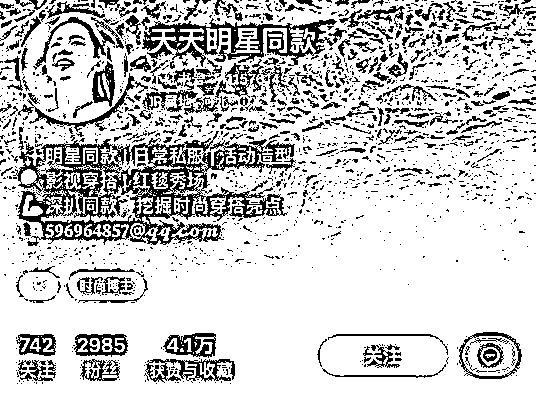 天天明星同款
明星同款 | 日常私服 | 活动造型
影视穿搭 | 红毯秀场
深扒同款 挖掘时尚穿搭亮点
596964857@qq.com
时尚博主
742 2985 4.1万
关注 粉丝 获赞与收藏
关注